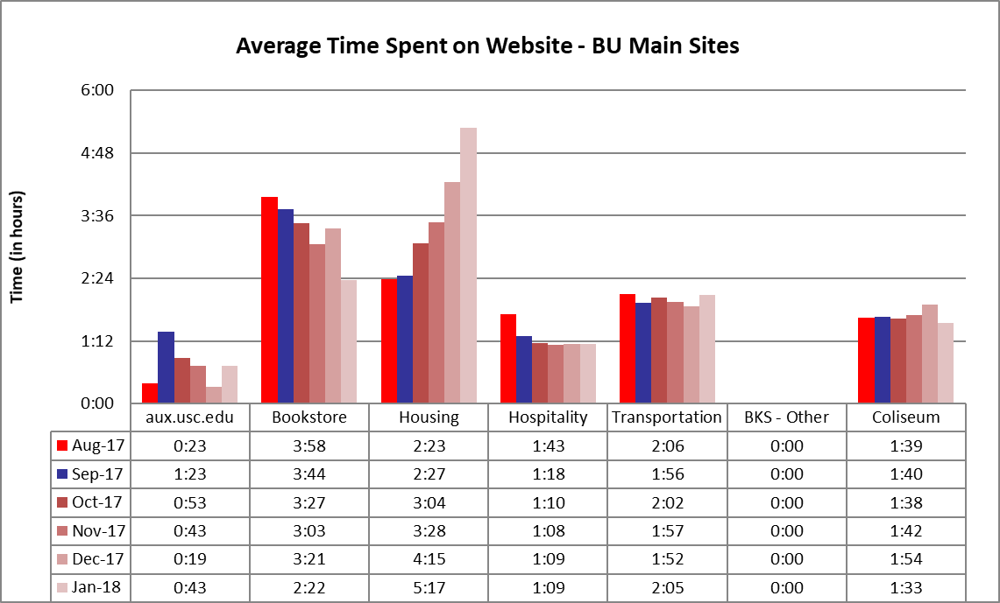 Average Time Spent on Website - BU Main Sites
Time (in hours)
6:00
4:48
3:36
2:24
1:12
0:00
aux.usc.edu Bookstore Housing Hospitality Transportation BKS - Other Coliseum
Aug-17 0:23 3:58 2:23 1:43 2:06 0:00 1:39
Sep-17 1:23 3:44 2:27 1:18 1:56 0:00 1:40
Oct-17 0:53 3:27 3:04 1:10 2:02 0:00 1:38
Nov-17 0:43 3:03 3:28 1:08 1:57 0:00 1:42
Dec-17 0:19 3:21 4:15 1:09 1:52 0:00 1:54
Jan-18 0:43 2:22 5:17 1:09 2:05 0:00 1:33